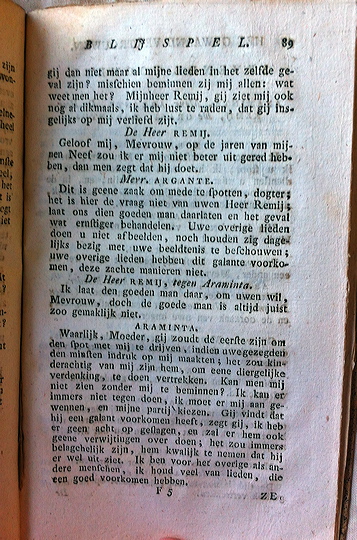 BLIJSPEL. 89
gij dan niet maar al mijne lieden in het zelfde ge-
val zijn? misschien beminnen zij mij allen: wat
weet men het? Mijnheer Remij, gij ziet mij ook
nog al dikmaals, ik heb lust te raden, dat gij ins-
gelijks op mij verliefd zijt.
De Heer REMIJ.
Geloof mij, Mevrouw, op de jaren van mij-
nen Neef zou ik er mij niet beter uit gered heb-
ben, dan men zegt dat hij doet.
Mevr. ARGANTE.
Dit is geene zaak om mede te spotten, dogter;
het is hier de vraag niet van uwen Heer Remij;
laat ons dien goeden man daarlaten en het geval
wat ernstiger behandelen. Uwe overige lieden
doen u niet afbeelden, noch houden zig dage-
lijks bezig met uwe beeldtenis te beschouwen;
uwe overige lieden hebben dit galante voorko-
men, deze zachte manieren niet.
De Heer REMIJ, tegen Araminta.
Ik laat den goeden man daar, om uwen wil,
Mevrouw, doch de goede man is altijd juist
zoo gemaklijk niet.
ARAMINTA.
Waarlijk, Moeder, gij zoudt de eerste zijn om
den spot met mij te drijven, indien uwe gezegden
den minsten indruk op mij maakten; het zou kin-
derachtig van mij zijn hem, om eene diergelijke
verdenking, te doen vertrekken. Kan men mij
niet zien zonder mij te beminnen? Ik kan er
immers niet tegen doen, ik moet er mij aan ge-
wennen, en mijne partij kiezen. Gij vindt dat
hij een galant voorkomen heeft, zegt gij, ik heb
er geen acht op geslagen, en zal er hem ook
geene verwijtingen over doen; het zou immers
belagchelijk zijn, hem kwalijk te nemen dat hij
er wel uit ziet. Ik ben voor het overige als an-
dere menschen, ik houd veel van lieden, die
een goed voorkomen hebben.
F 5 ZE-